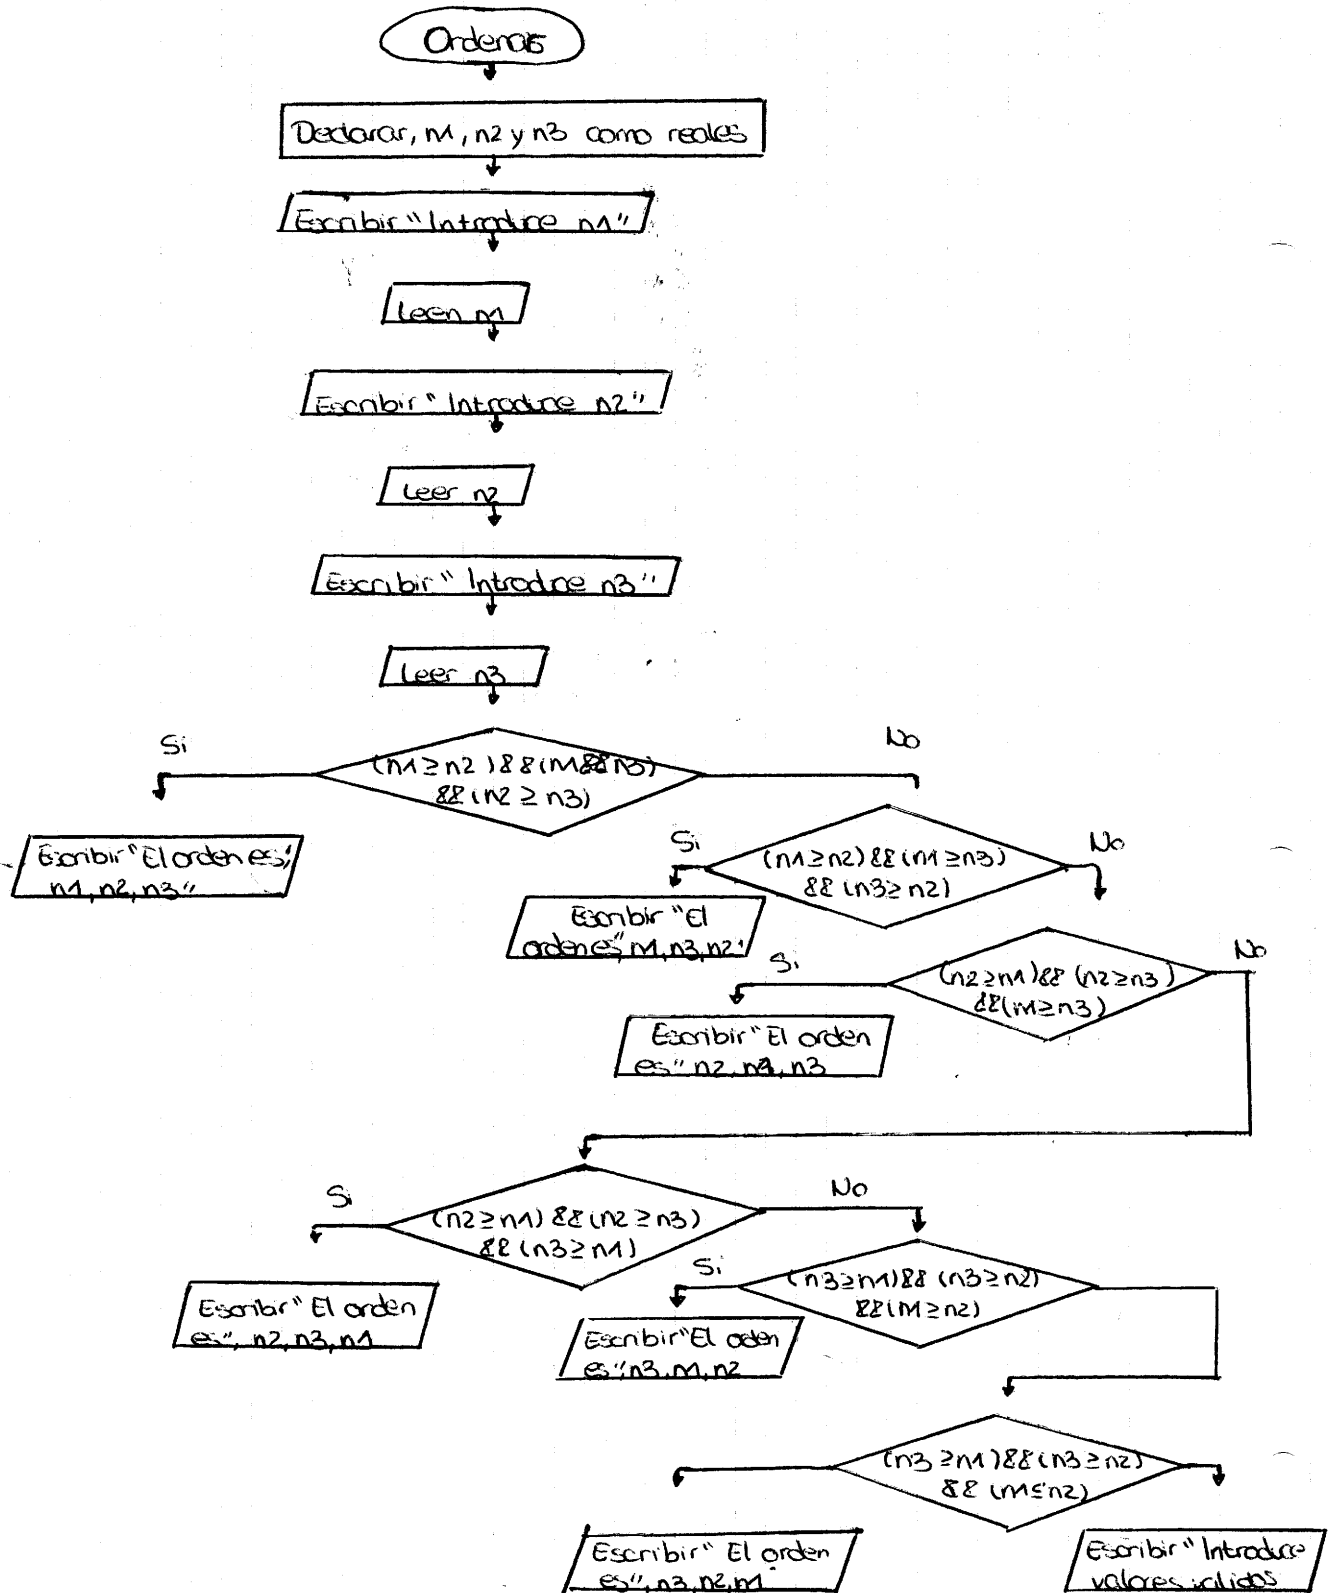 Ordenar
Declarar, n1, n2 y n3 como reales
Escribir "Introduce n1"
Leer n1
Escribir "Introduce n2"
Leer n2
Escribir "Introduce n3"
Leer n3
Si
No
(n1≥n2) && (n1&&n3)
&& (n2≥n3)
Escribir "El orden es,
n1, n2, n3"
Si
No
(n1≥n2) && (n1≥n3)
&& (n3≥n2)
Escribir "El
orden es", n1, n3, n2
Si
No
(n2≥n1) && (n2≥n3)
&& (n1≥n3)
Escribir "El orden
es" n2, n1, n3
Si
No
(n2≥n1) && (n2≥n3)
&& (n3≥n1)
Escribir "El orden
es", n2, n3, n1
Si
(n3≥n1) && (n3≥n2)
&& (n1≥n2)
Escribir "El orden
es", n3, n1, n2
(n3≥n1) && (n3≥n2)
&& (n1≤n2)
Escribir "El orden
es", n3, n2, n1
Escribir "Introduce
valores validos